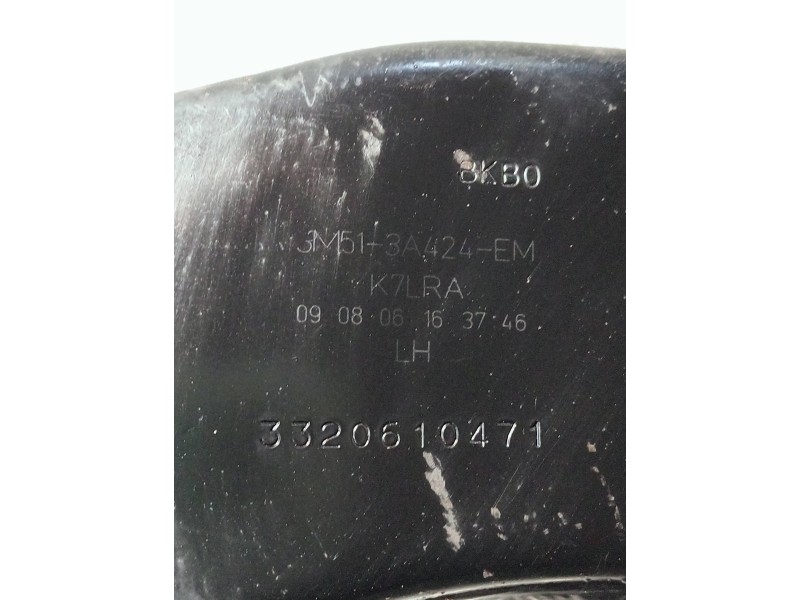 8KB0
3M51-3A424-EM
K7LRA
09 08 06 16 37:46
LH
3320610471